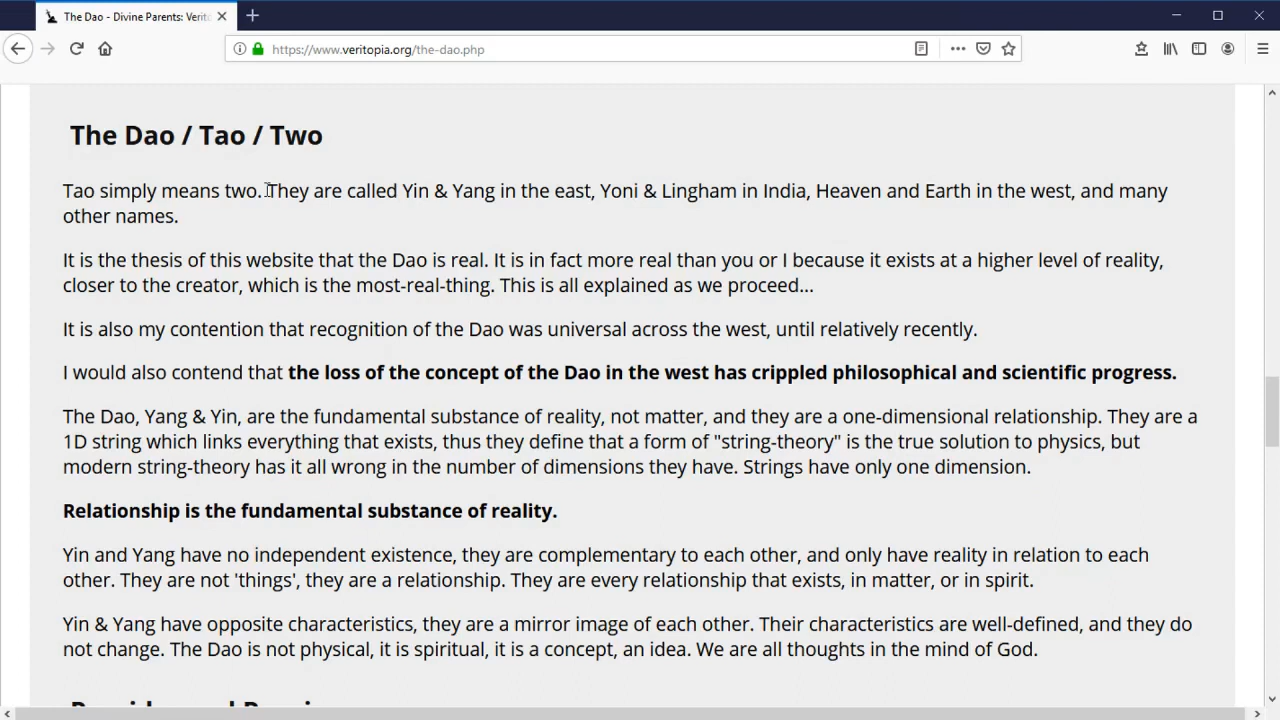 The Dao - Divine Parents: Verito
https://www.veritopia.org/the-dao.php
The Dao / Tao / Two
Tao simply means two. They are called Yin & Yang in the east, Yoni & Lingham in India, Heaven and Earth in the west, and many
other names.
It is the thesis of this website that the Dao is real. It is in fact more real than you or I because it exists at a higher level of reality,
closer to the creator, which is the most-real-thing. This is all explained as we proceed...
It is also my contention that recognition of the Dao was universal across the west, until relatively recently.
I would also contend that the loss of the concept of the Dao in the west has crippled philosophical and scientific progress.
The Dao, Yang & Yin, are the fundamental substance of reality, not matter, and they are a one-dimensional relationship. They are a
1D string which links everything that exists, thus they define that a form of "string-theory" is the true solution to physics, but
modern string-theory has it all wrong in the number of dimensions they have. Strings have only one dimension.
Relationship is the fundamental substance of reality.
Yin and Yang have no independent existence, they are complementary to each other, and only have reality in relation to each
other. They are not 'things', they are a relationship. They are every relationship that exists, in matter, or in spirit.
Yin & Yang have opposite characteristics, they are a mirror image of each other. Their characteristics are well-defined, and they do
not change. The Dao is not physical, it is spiritual, it is a concept, an idea. We are all thoughts in the mind of God.